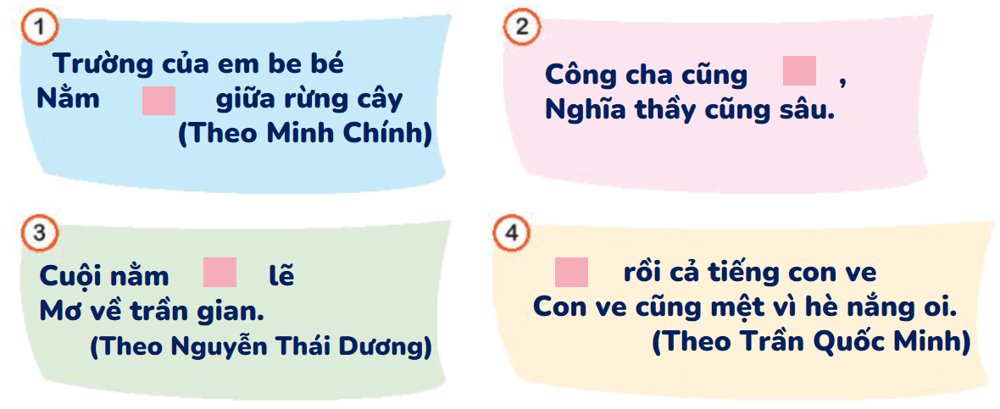 1
Trường của em be bé
Nằm giữa rừng cây
(Theo Minh Chính)
2
Công cha cũng ,
Nghĩa thầy cũng sâu.
3
Cuội nằm lẽ
Mơ về trần gian.
(Theo Nguyễn Thái Dương)
4
rồi cả tiếng con ve
Con ve cũng mệt vì hè nắng oi.
(Theo Trần Quốc Minh)